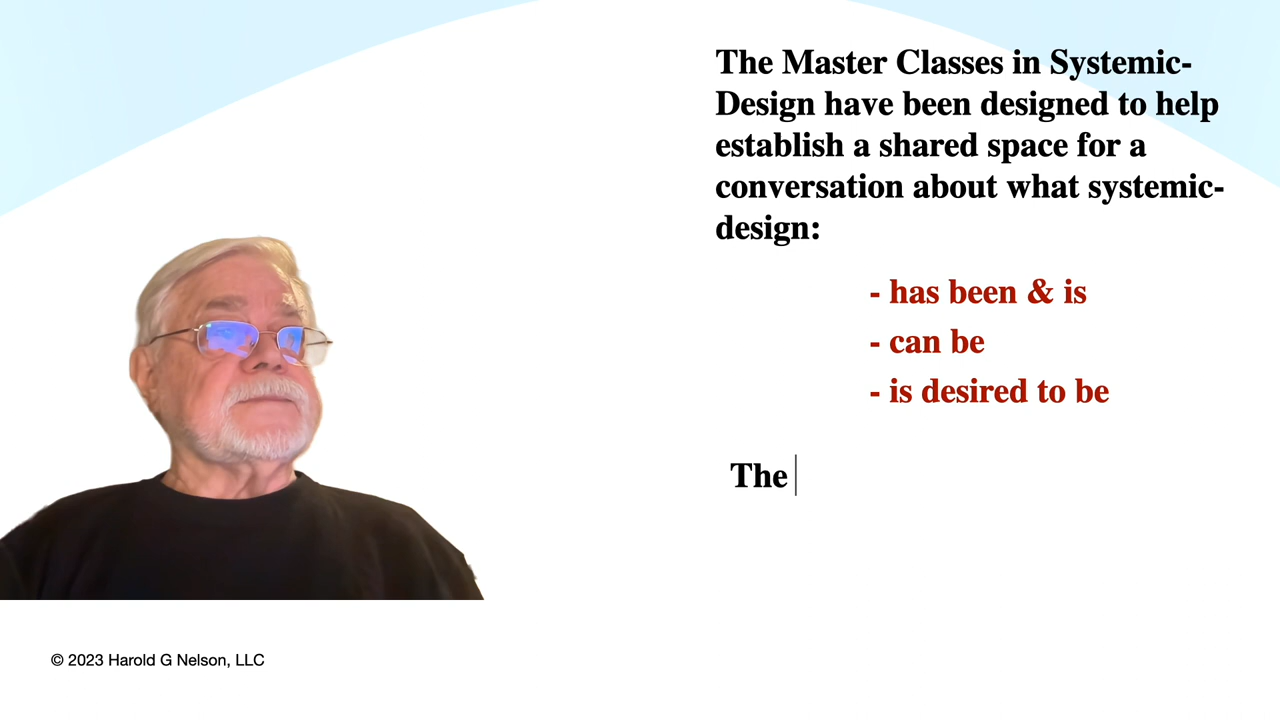 The Master Classes in Systemic-
Design have been designed to help
establish a shared space for a
conversation about what systemic-
design:
- has been & is
- can be
- is desired to be
The
© 2023 Harold G Nelson, LLC